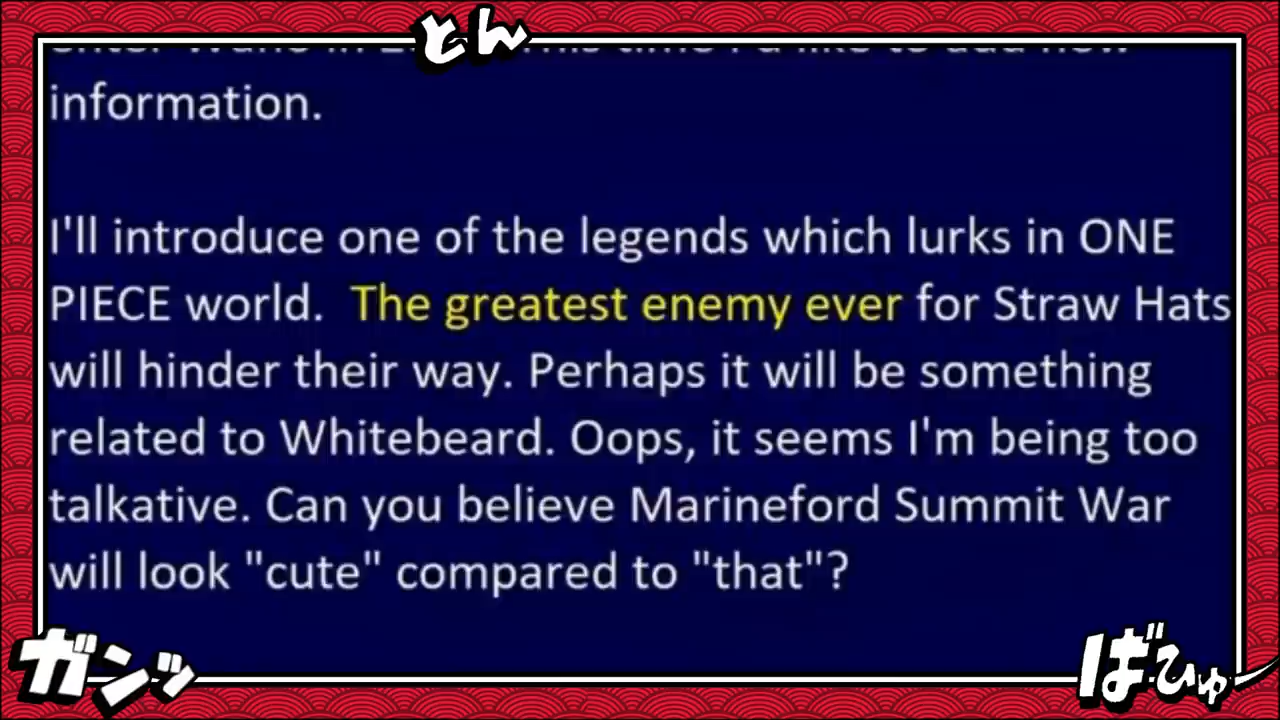 とん
information.
I'll introduce one of the legends which lurks in ONE
PIECE world. The greatest enemy ever for Straw Hats
will hinder their way. Perhaps it will be something
related to Whitebeard. Oops, it seems I'm being too
talkative. Can you believe Marineford Summit War
will look "cute" compared to "that"?
ガンッ
ばひゅー